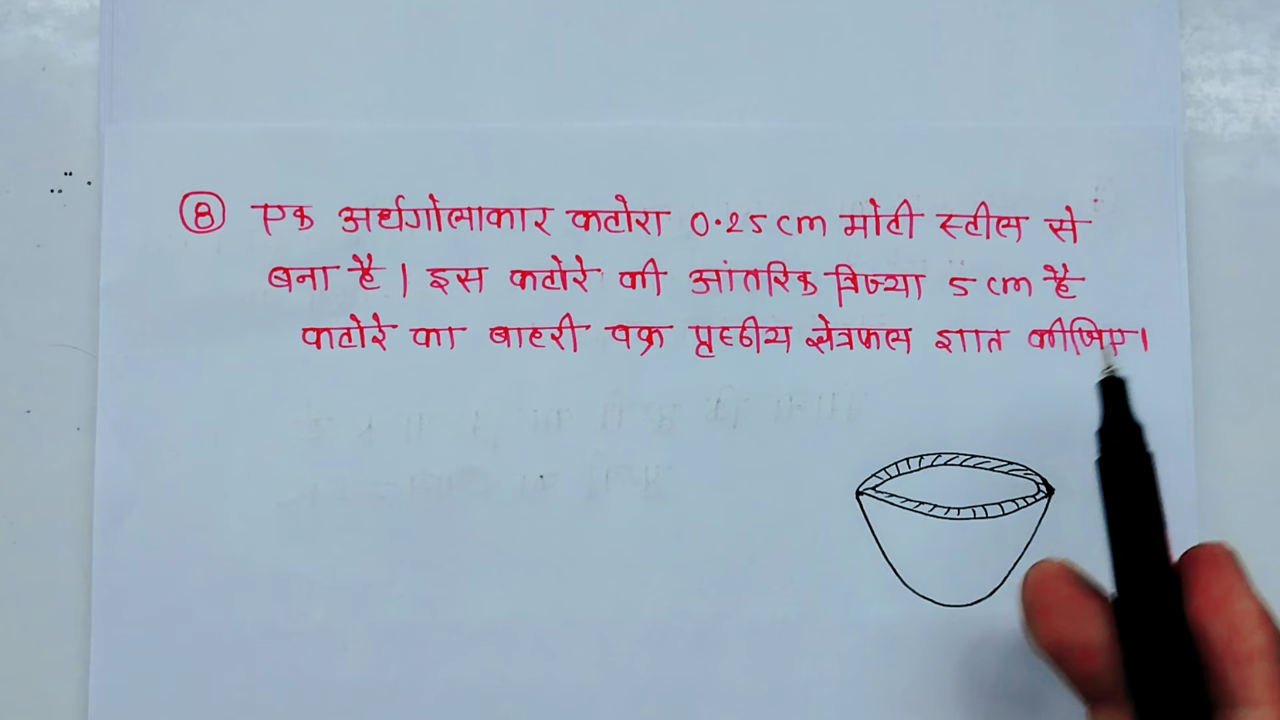 ⑧ एक अर्धगोलाकार कटोरा 0.25 cm मोटी स्टील से
बना है। इस कटोरे की आंतरिक त्रिज्या 5 cm है
कटोरे का बाहरी वक्र पृष्ठीय क्षेत्रफल ज्ञात कीजिए।